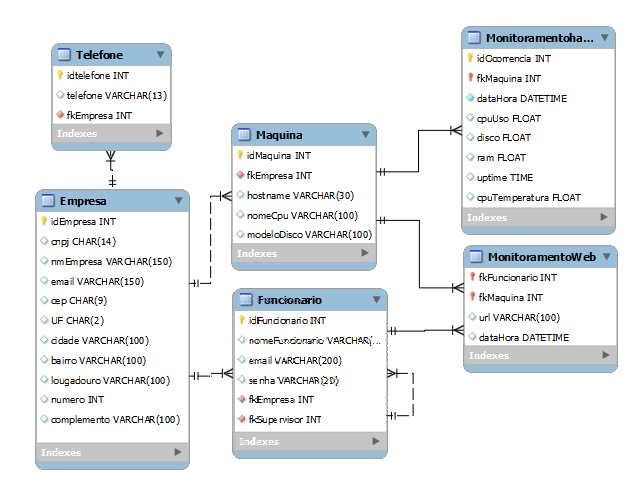 Telefone
idtelefone INT
telefone VARCHAR(13)
fkEmpresa INT
Indexes
Empresa
idEmpresa INT
cnpj CHAR(14)
nmEmpresa VARCHAR(150)
email VARCHAR(150)
cep CHAR(9)
UF CHAR(2)
cidade VARCHAR(100)
bairro VARCHAR(100)
lougadouro VARCHAR(100)
numero INT
complemento VARCHAR(100)
Indexes
Maquina
idMaquina INT
fkEmpresa INT
hostname VARCHAR(30)
nomeCpu VARCHAR(100)
modeloDisco VARCHAR(100)
Indexes
Funcionario
idFuncionario INT
nomeFuncionario VARCHAR(...
email VARCHAR(200)
senha VARCHAR(20)
fkEmpresa INT
fkSupervisor INT
Indexes
Monitoramentoha...
idOcorrencia INT
fkMaquina INT
dataHora DATETIME
cpuUso FLOAT
disco FLOAT
ram FLOAT
uptime TIME
cpuTemperatura FLOAT
Indexes
MonitoramentoWeb
fkFuncionario INT
fkMaquina INT
url VARCHAR(100)
dataHora DATETIME
Indexes